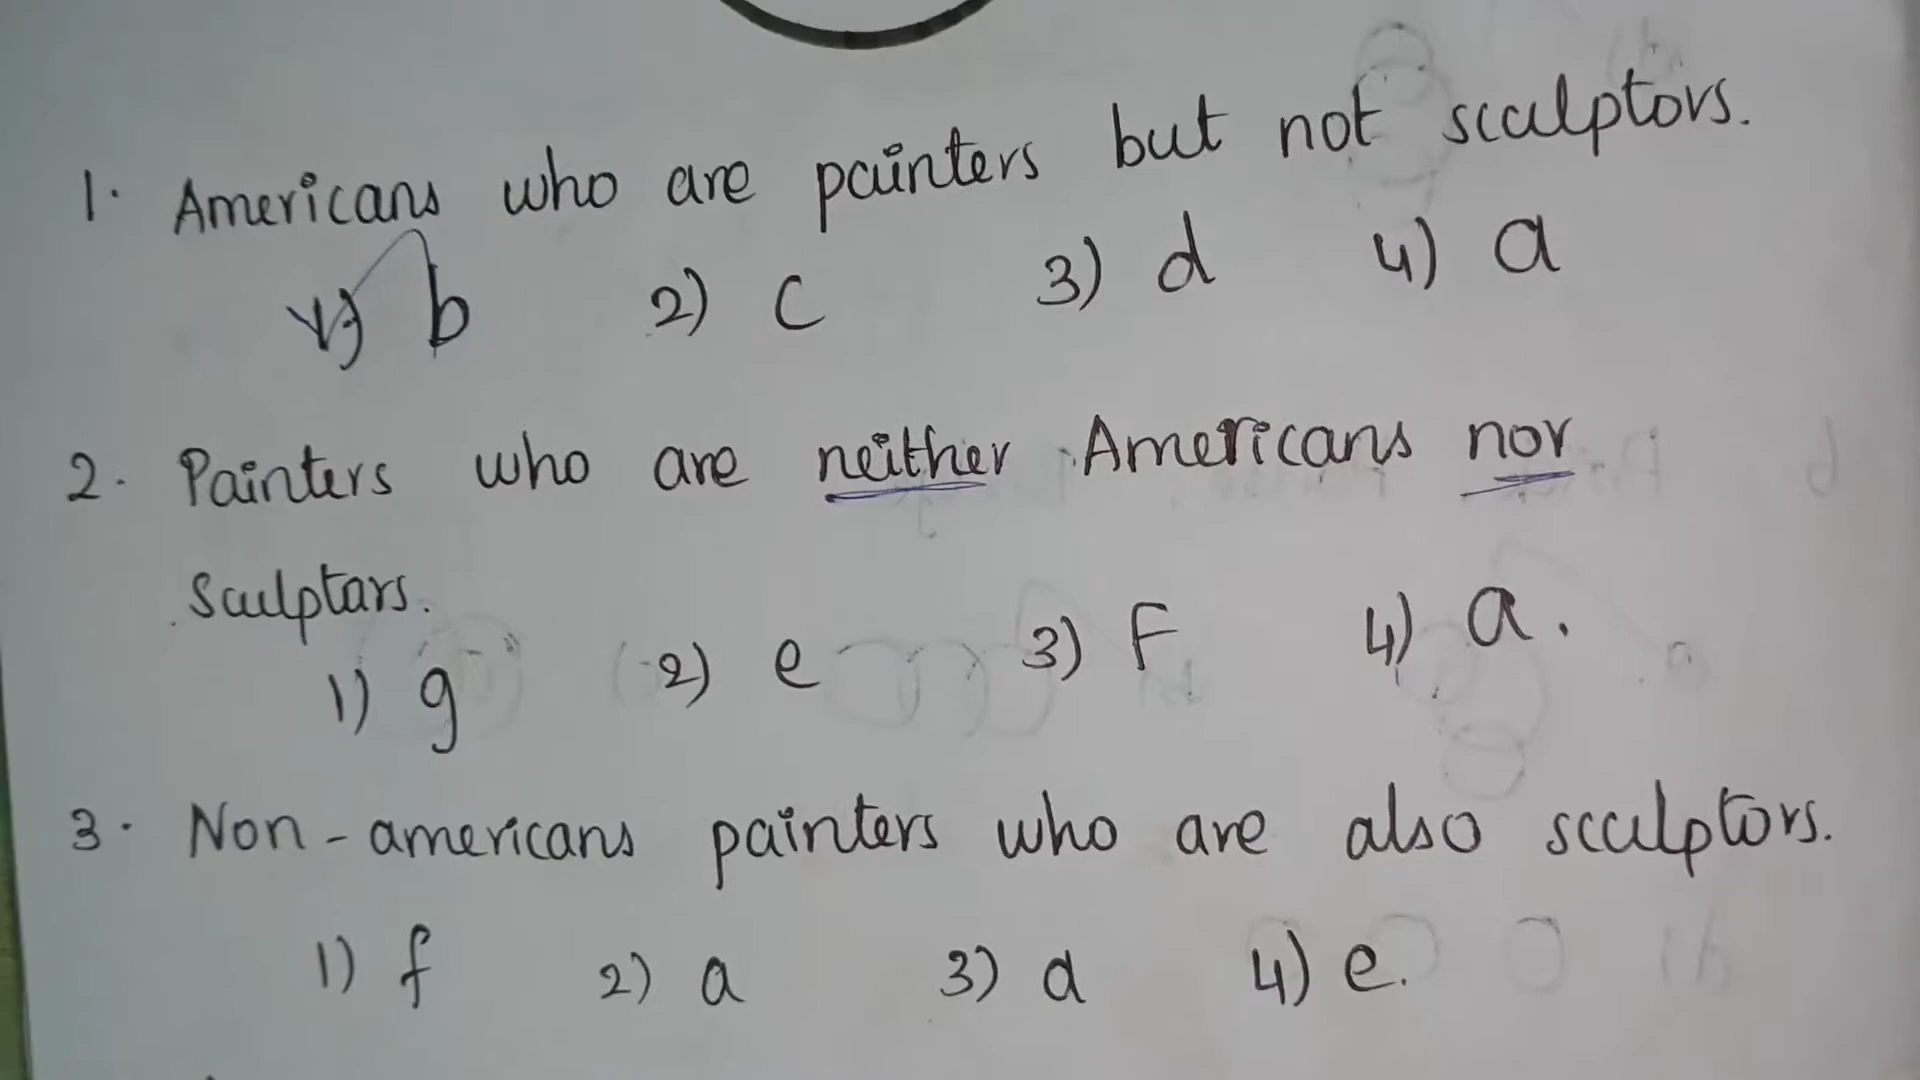 1. Americans who are painters but not sculptors.
1) b 2) c 3) d 4) a
2. Painters who are neither Americans nor
Sculptars.
1) g 2) e 3) F 4) a.
3. Non-americans painters who are also sculptors.
1) f 2) a 3) d 4) e.